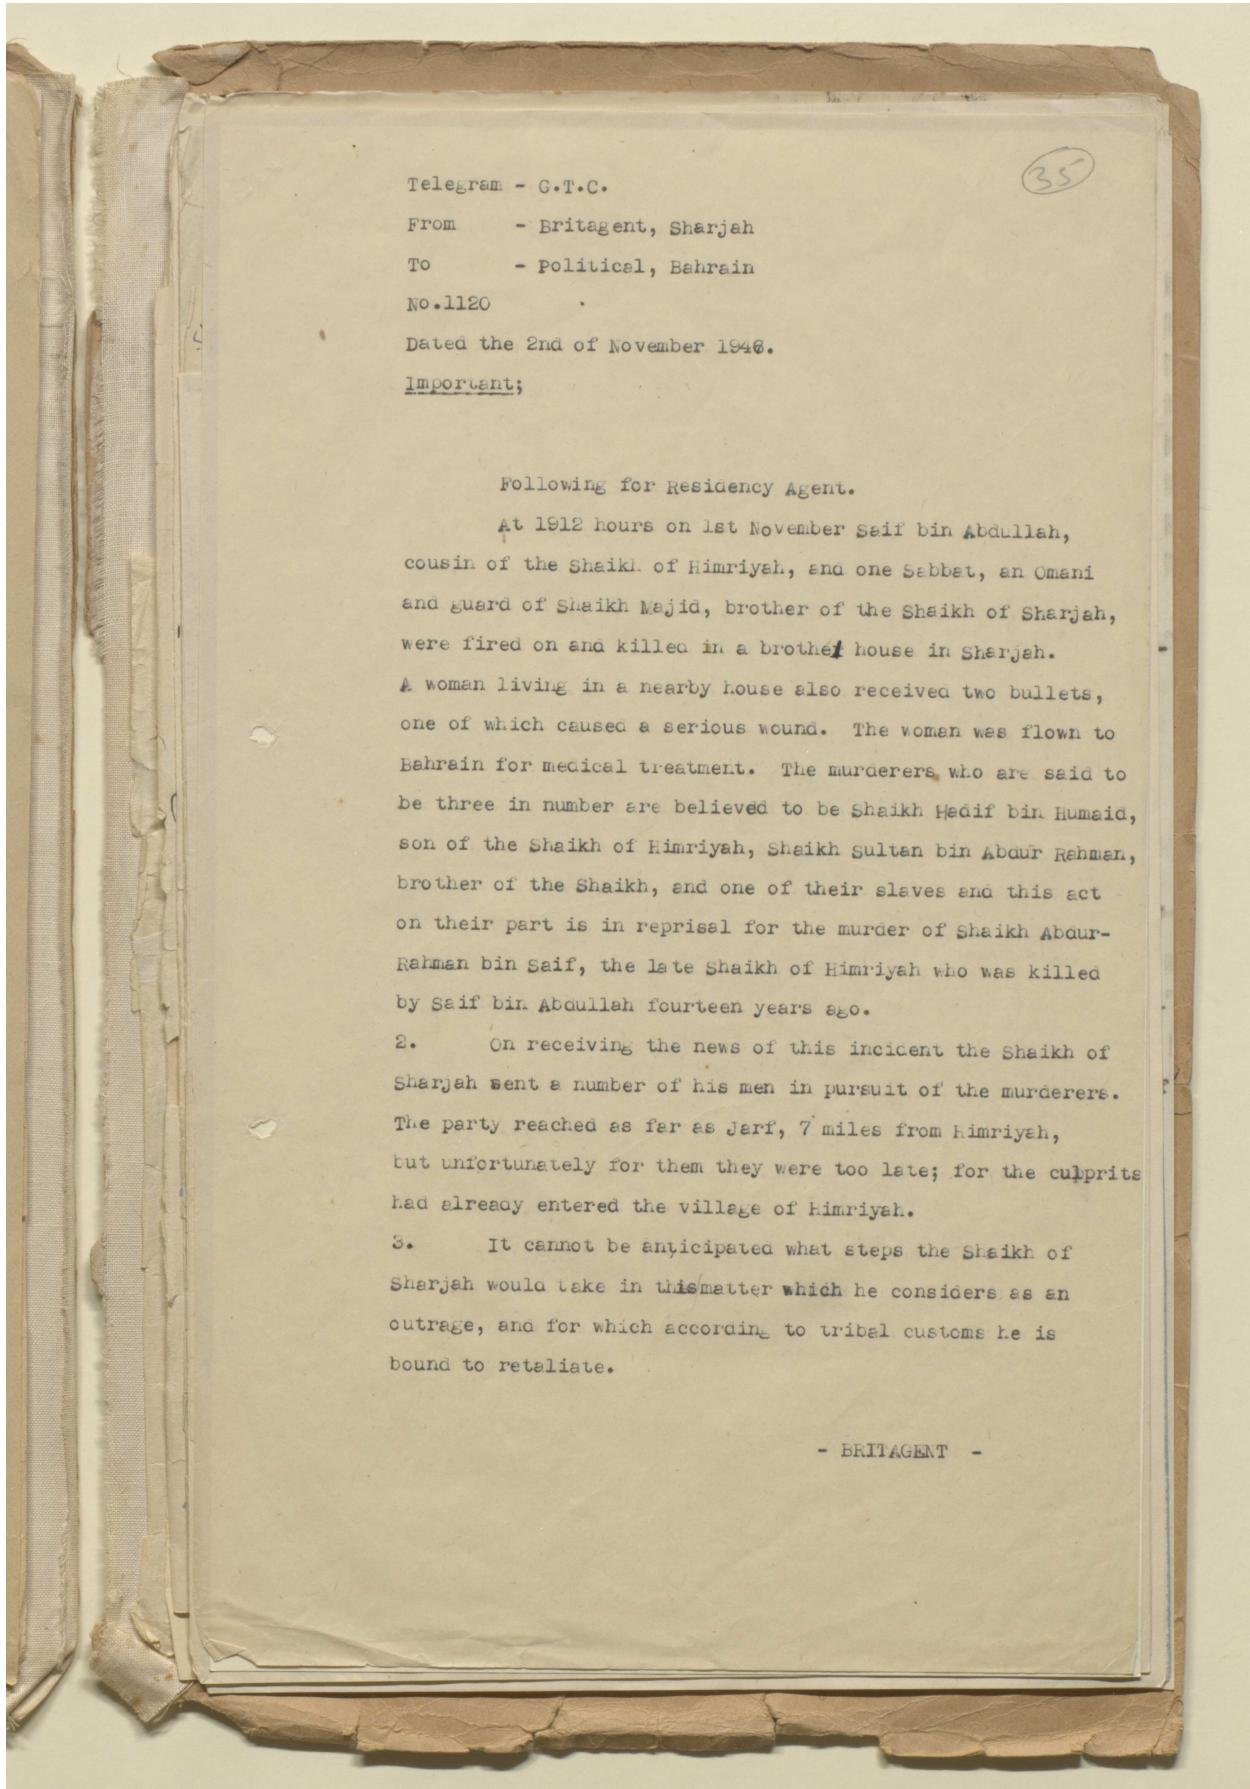 35
Telegram - G.T.C.
From - Britagent, Sharjah
To - Political, Bahrain
No.1120
Dated the 2nd of November 1946.
Important;
Following for Residency Agent.
At 1912 hours on 1st November Saif bin Abdullah,
cousin of the Shaikh of Himriyah, and one Sabbat, an Omani
and guard of Shaikh Majid, brother of the Shaikh of Sharjah,
were fired on and killed in a brothel house in Sharjah.
A woman living in a nearby house also received two bullets,
one of which caused a serious wound. The woman was flown to
Bahrain for medical treatment. The murderers who are said to
be three in number are believed to be Shaikh Hadif bin Humaid,
son of the Shaikh of Himriyah, Shaikh Sultan bin Abdur Rahman,
brother of the Shaikh, and one of their slaves and this act
on their part is in reprisal for the murder of Shaikh Abdur-
Rahman bin Saif, the late Shaikh of Himriyah who was killed
by Saif bin Abdullah fourteen years ago.
2. On receiving the news of this incident the Shaikh of
Sharjah sent a number of his men in pursuit of the murderers.
The party reached as far as Jarf, 7 miles from Himriyah,
but unfortunately for them they were too late; for the culprits
had already entered the village of Himriyah.
3. It cannot be anticipated what steps the Shaikh of
Sharjah would take in this/matter which he considers as an
outrage, and for which according to tribal customs he is
bound to retaliate.
- BRITAGENT -